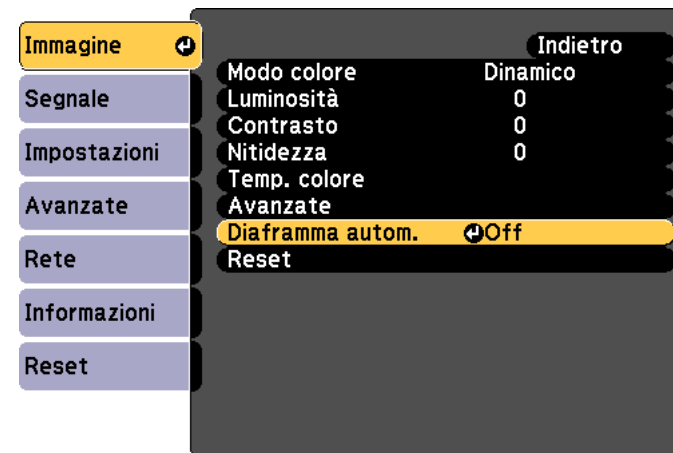 Immagine
Segnale
Impostazioni
Avanzate
Rete
Informazioni
Reset
Indietro
Modo colore Dinamico
Luminosità 0
Contrasto 0
Nitidezza 0
Temp. colore
Avanzate
Diaframma autom. Off
Reset